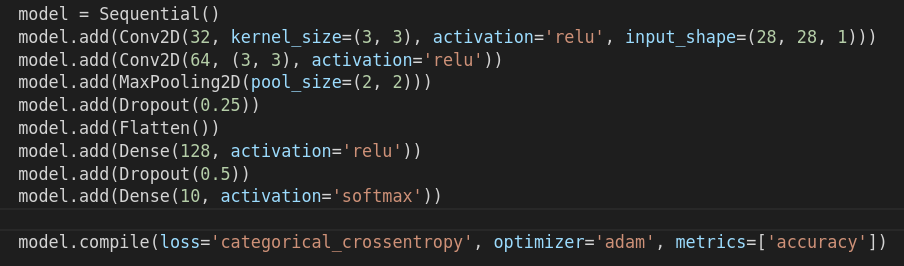 model = Sequential()
model.add(Conv2D(32, kernel_size=(3, 3), activation='relu', input_shape=(28, 28, 1)))
model.add(Conv2D(64, (3, 3), activation='relu'))
model.add(MaxPooling2D(pool_size=(2, 2)))
model.add(Dropout(0.25))
model.add(Flatten())
model.add(Dense(128, activation='relu'))
model.add(Dropout(0.5))
model.add(Dense(10, activation='softmax'))
model.compile(loss='categorical_crossentropy', optimizer='adam', metrics=['accuracy'])